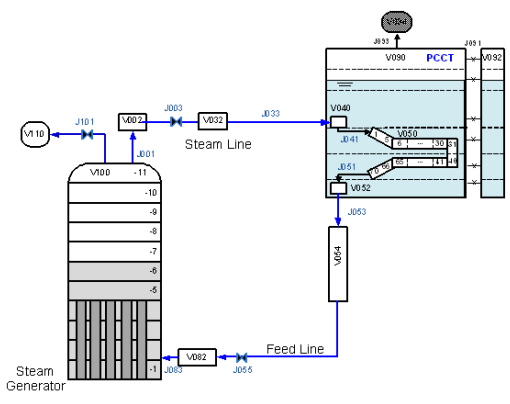 V094
J093
J091
V090
PCCT
V092
J101
J003
J033
V110
V002
V032
V040
Steam Line
J041
V050
1
5
6
...
30
31
J001
J051
65
...
41
40
66
70
V100
-11
V052
-10
J053
-9
-8
V054
-7
-6
-5
Feed Line
V082
-1
J083
J055
Steam
Generator